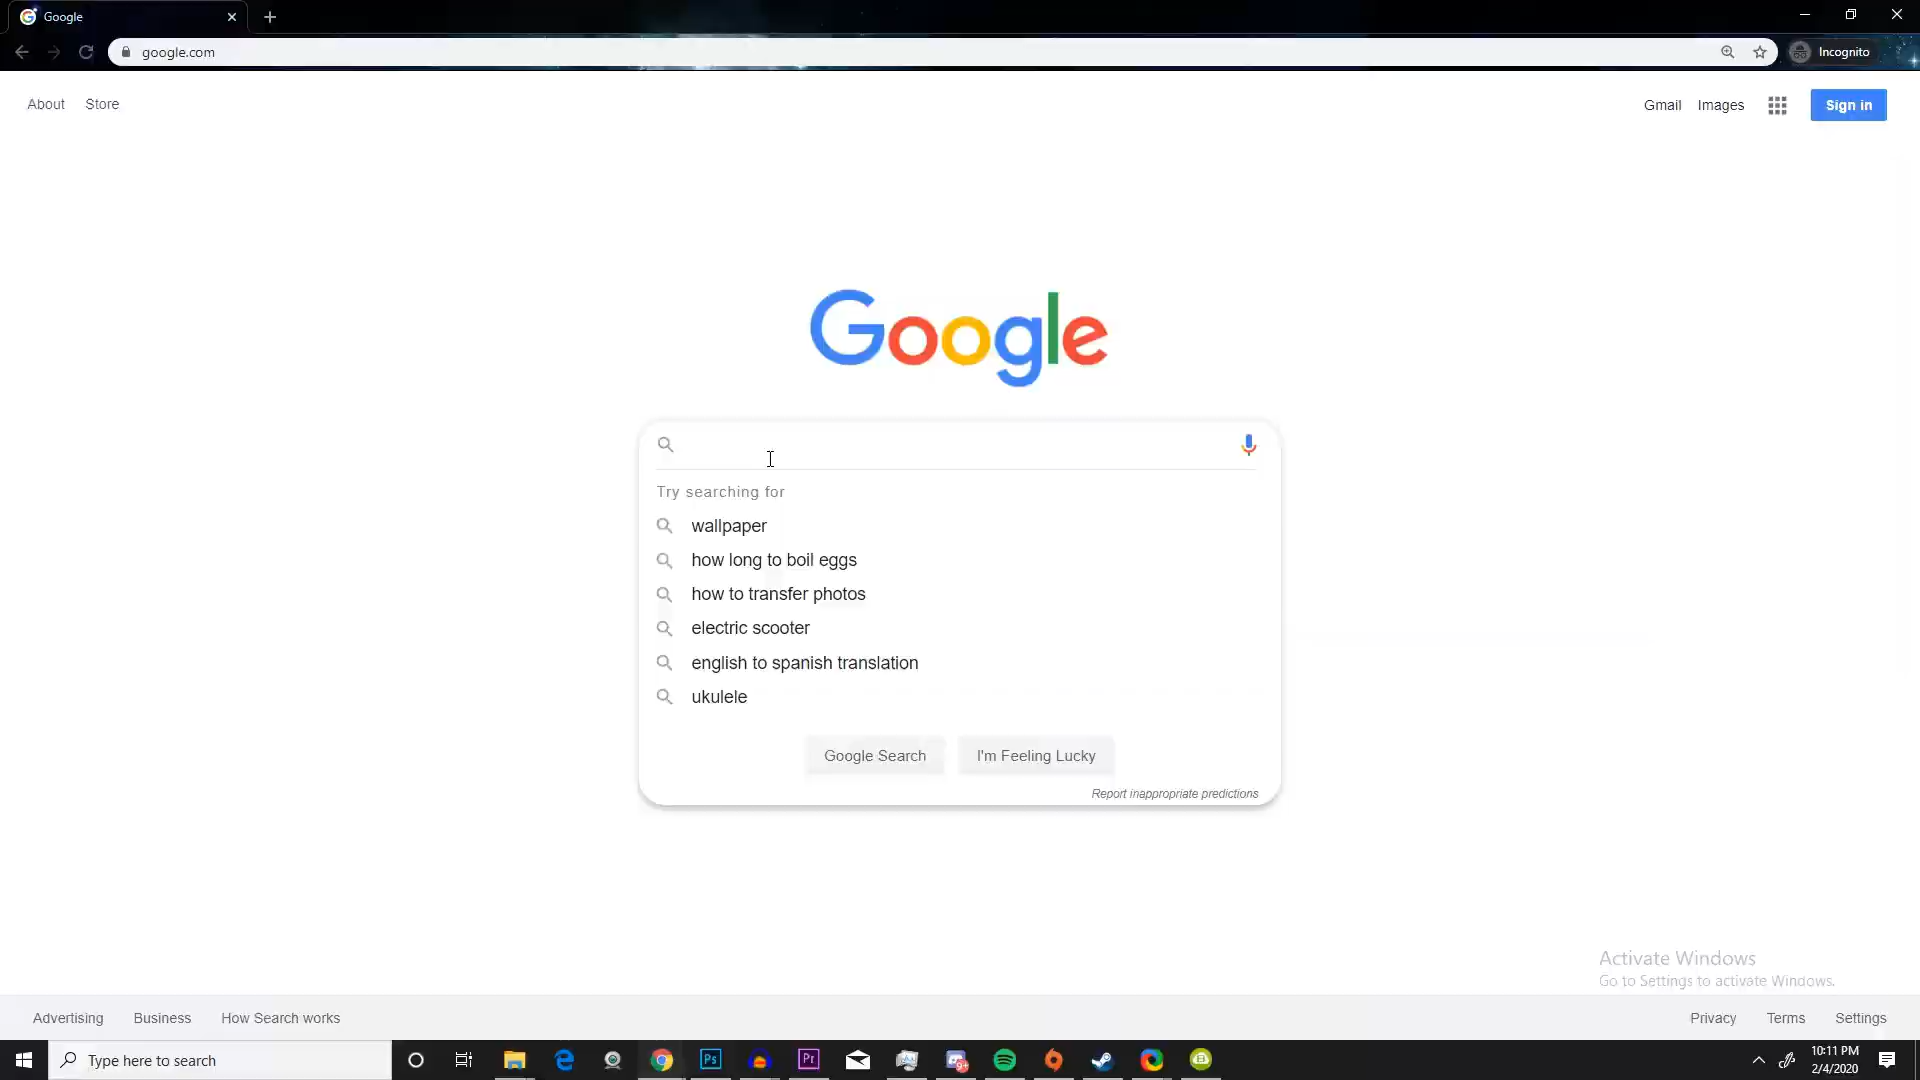 Google
google.com
Incognito
About Store
Gmail Images Sign in
Google
Try searching for
wallpaper
how long to boil eggs
how to transfer photos
electric scooter
english to spanish translation
ukulele
Google Search I'm Feeling Lucky
Report inappropriate predictions
Activate Windows
Go to Settings to activate Windows.
Advertising Business How Search works
Privacy Terms Settings
Type here to search
Ps
Pr
9+
10:11 PM
2/4/2020